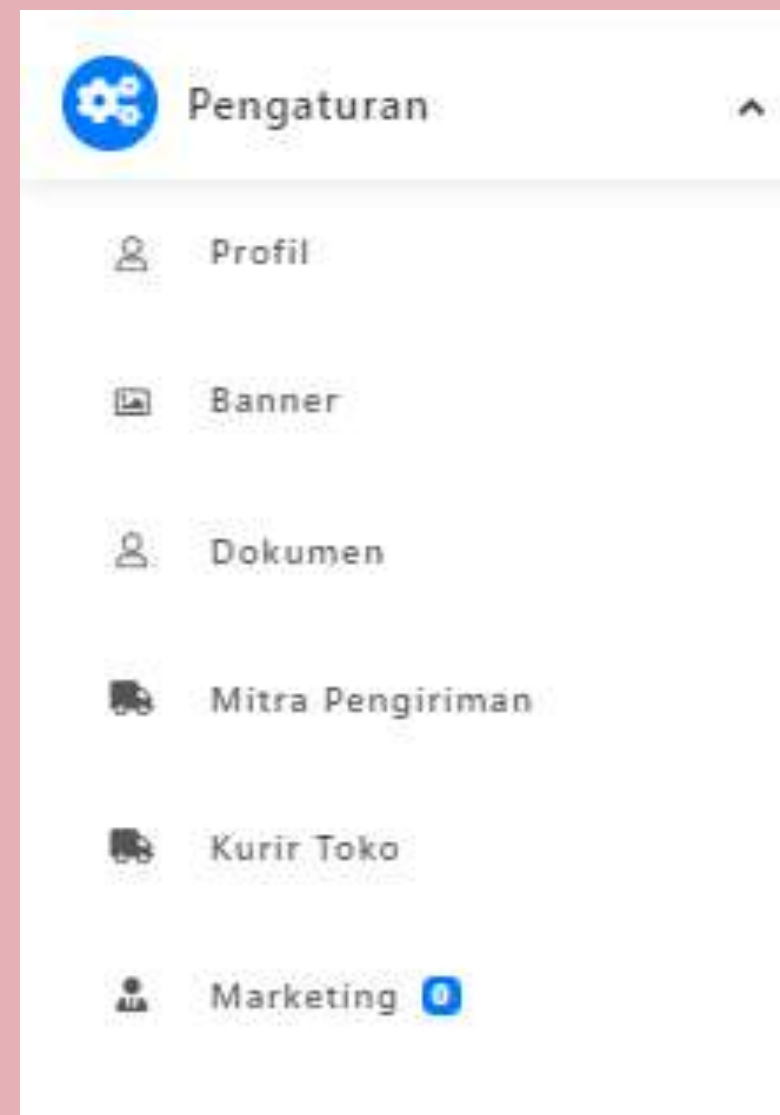 Pengaturan
Profil
Banner
Dokumen
Mitra Pengiriman
Kurir Toko
Marketing 0